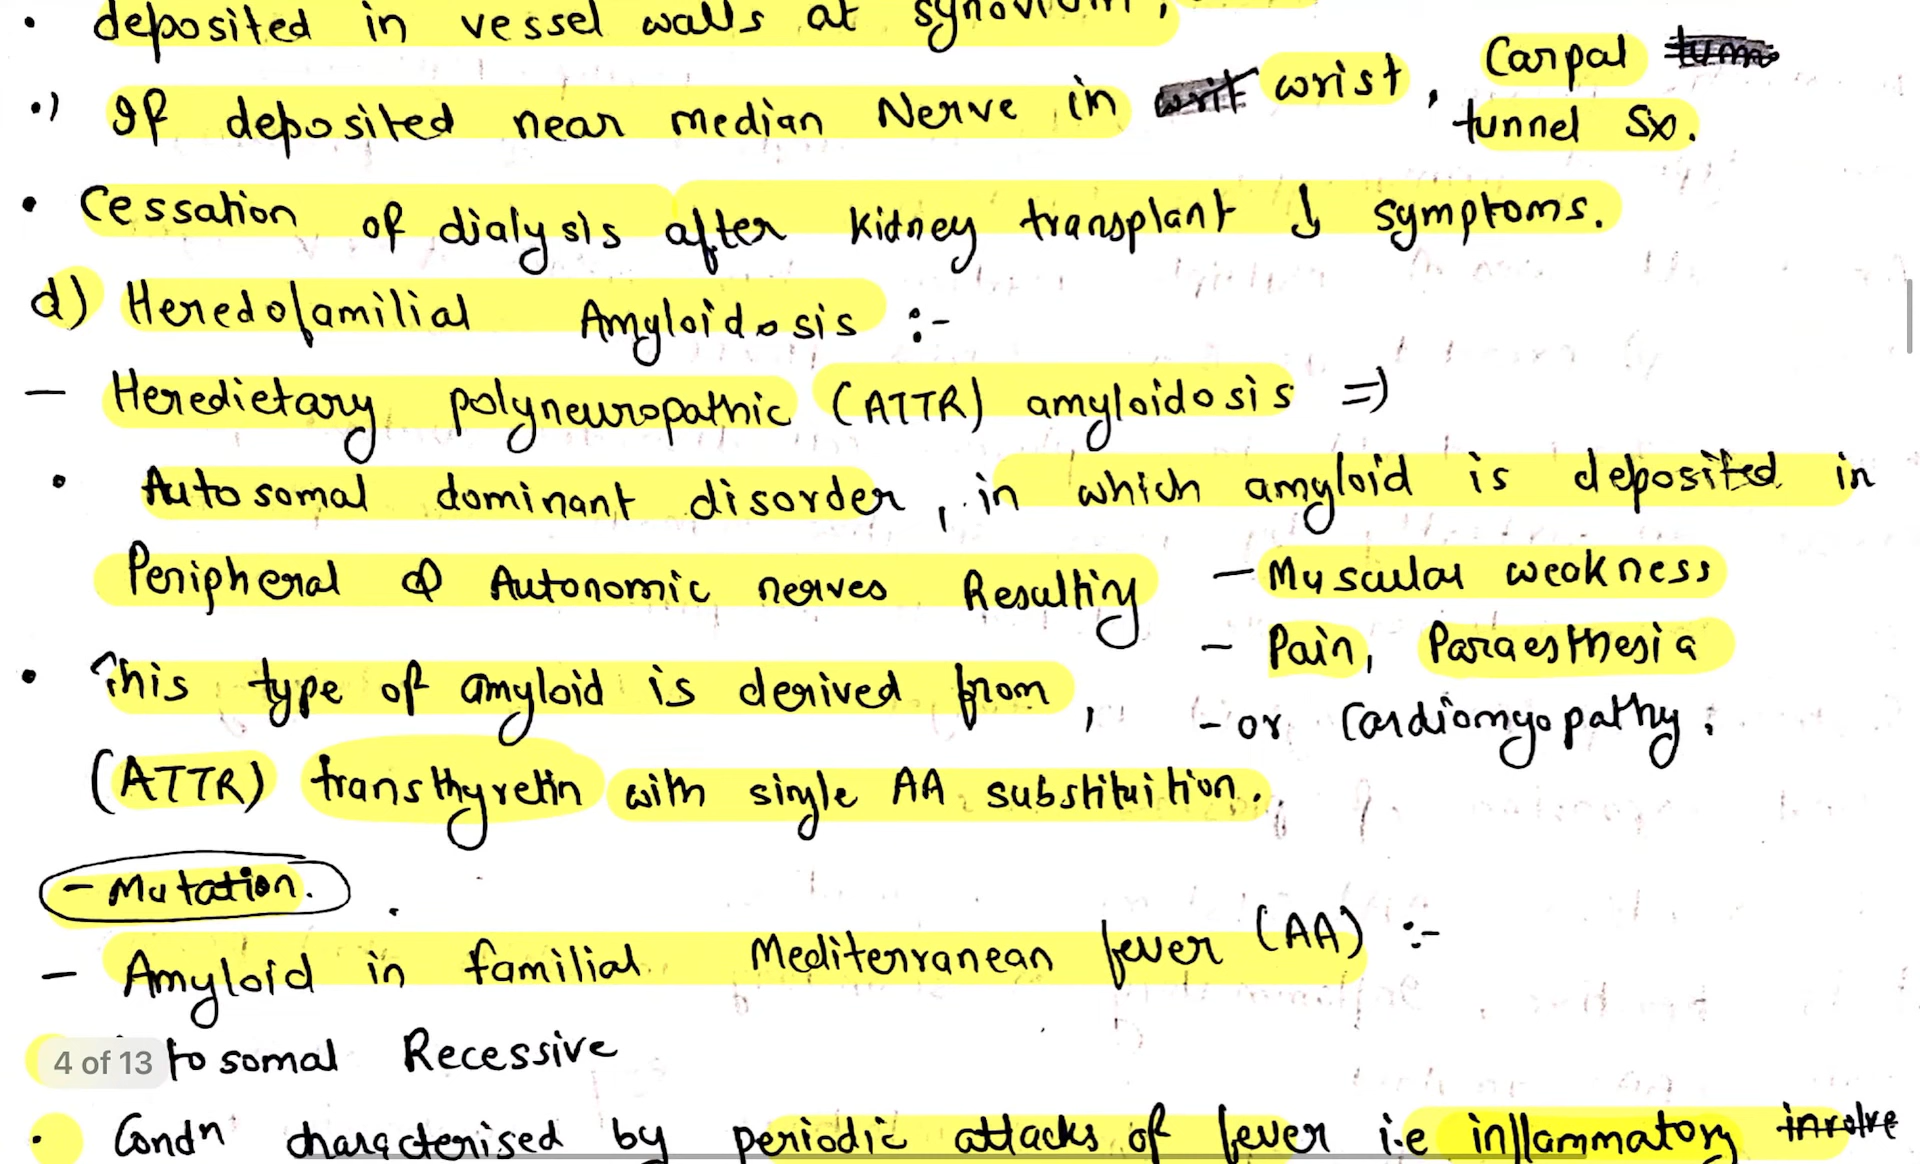 • deposited in vessel walls at synovium,
•) If deposited near median Nerve in writ wrist, Carpal tunn
tunnel Sx.
• Cessation of dialysis after kidney transplant ↓ symptoms.
d) Heredofamilial Amyloidosis :-
— Heredietary polyneuropathic (ATTR) amyloidosis =)
• Autosomal dominant disorder, in which amyloid is deposited in
Peripheral & Autonomic nerves Resulting — Muscular weakness
- Pain, Paraesthesia
• This type of amyloid is derived from, - or Cardiomyopathy.
(ATTR) transthyretin with single AA substituition.
- Mutation.
— Amyloid in familial Mediterranean fever (AA) :-
4 of 13 tosomal Recessive
• Condn characterised by periodic attacks of fever i.e inflammatory involve